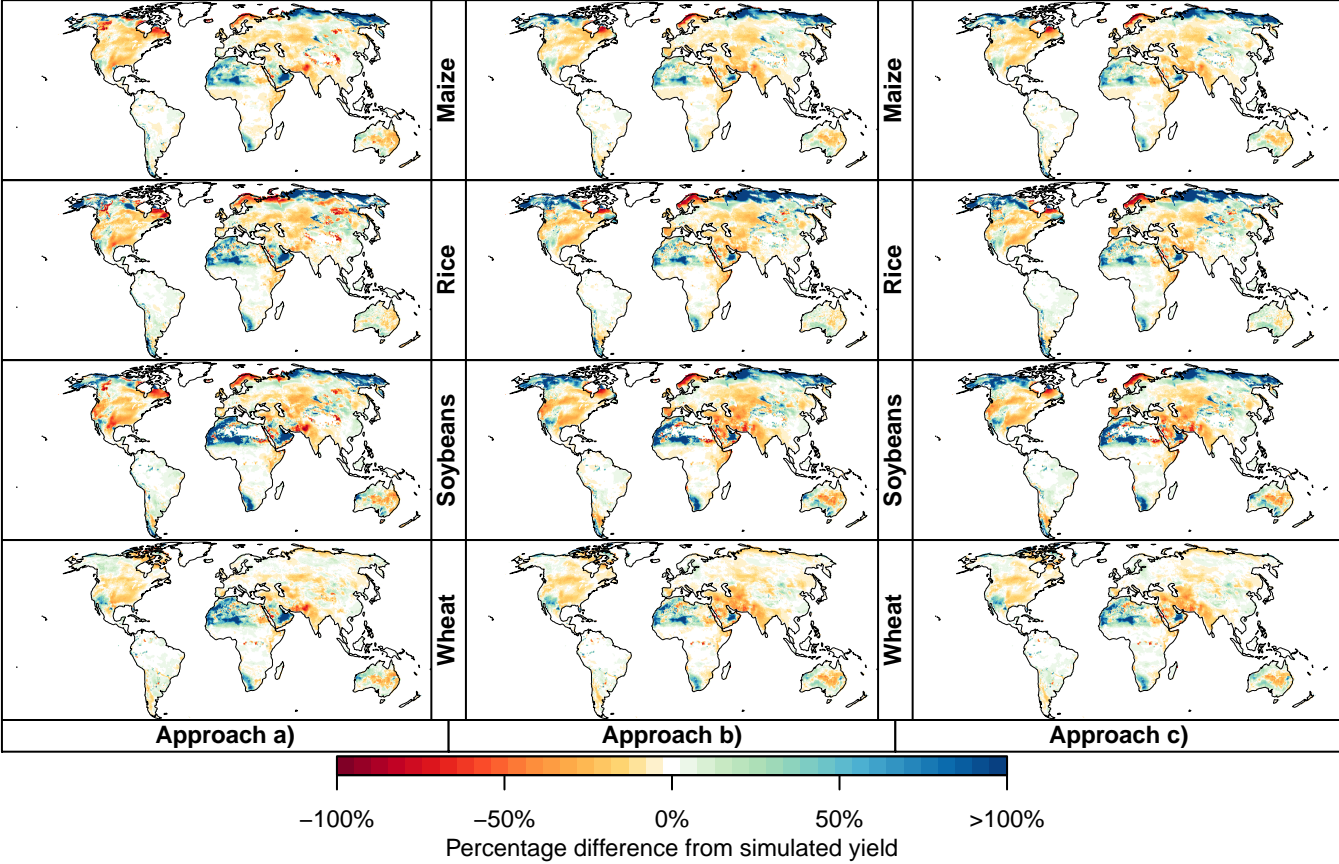 Maize
Maize
Rice
Rice
Soybeans
Soybeans
Wheat
Wheat
Approach a)
Approach b)
Approach c)
−100%
−50%
0%
50%
>100%
Percentage difference from simulated yield